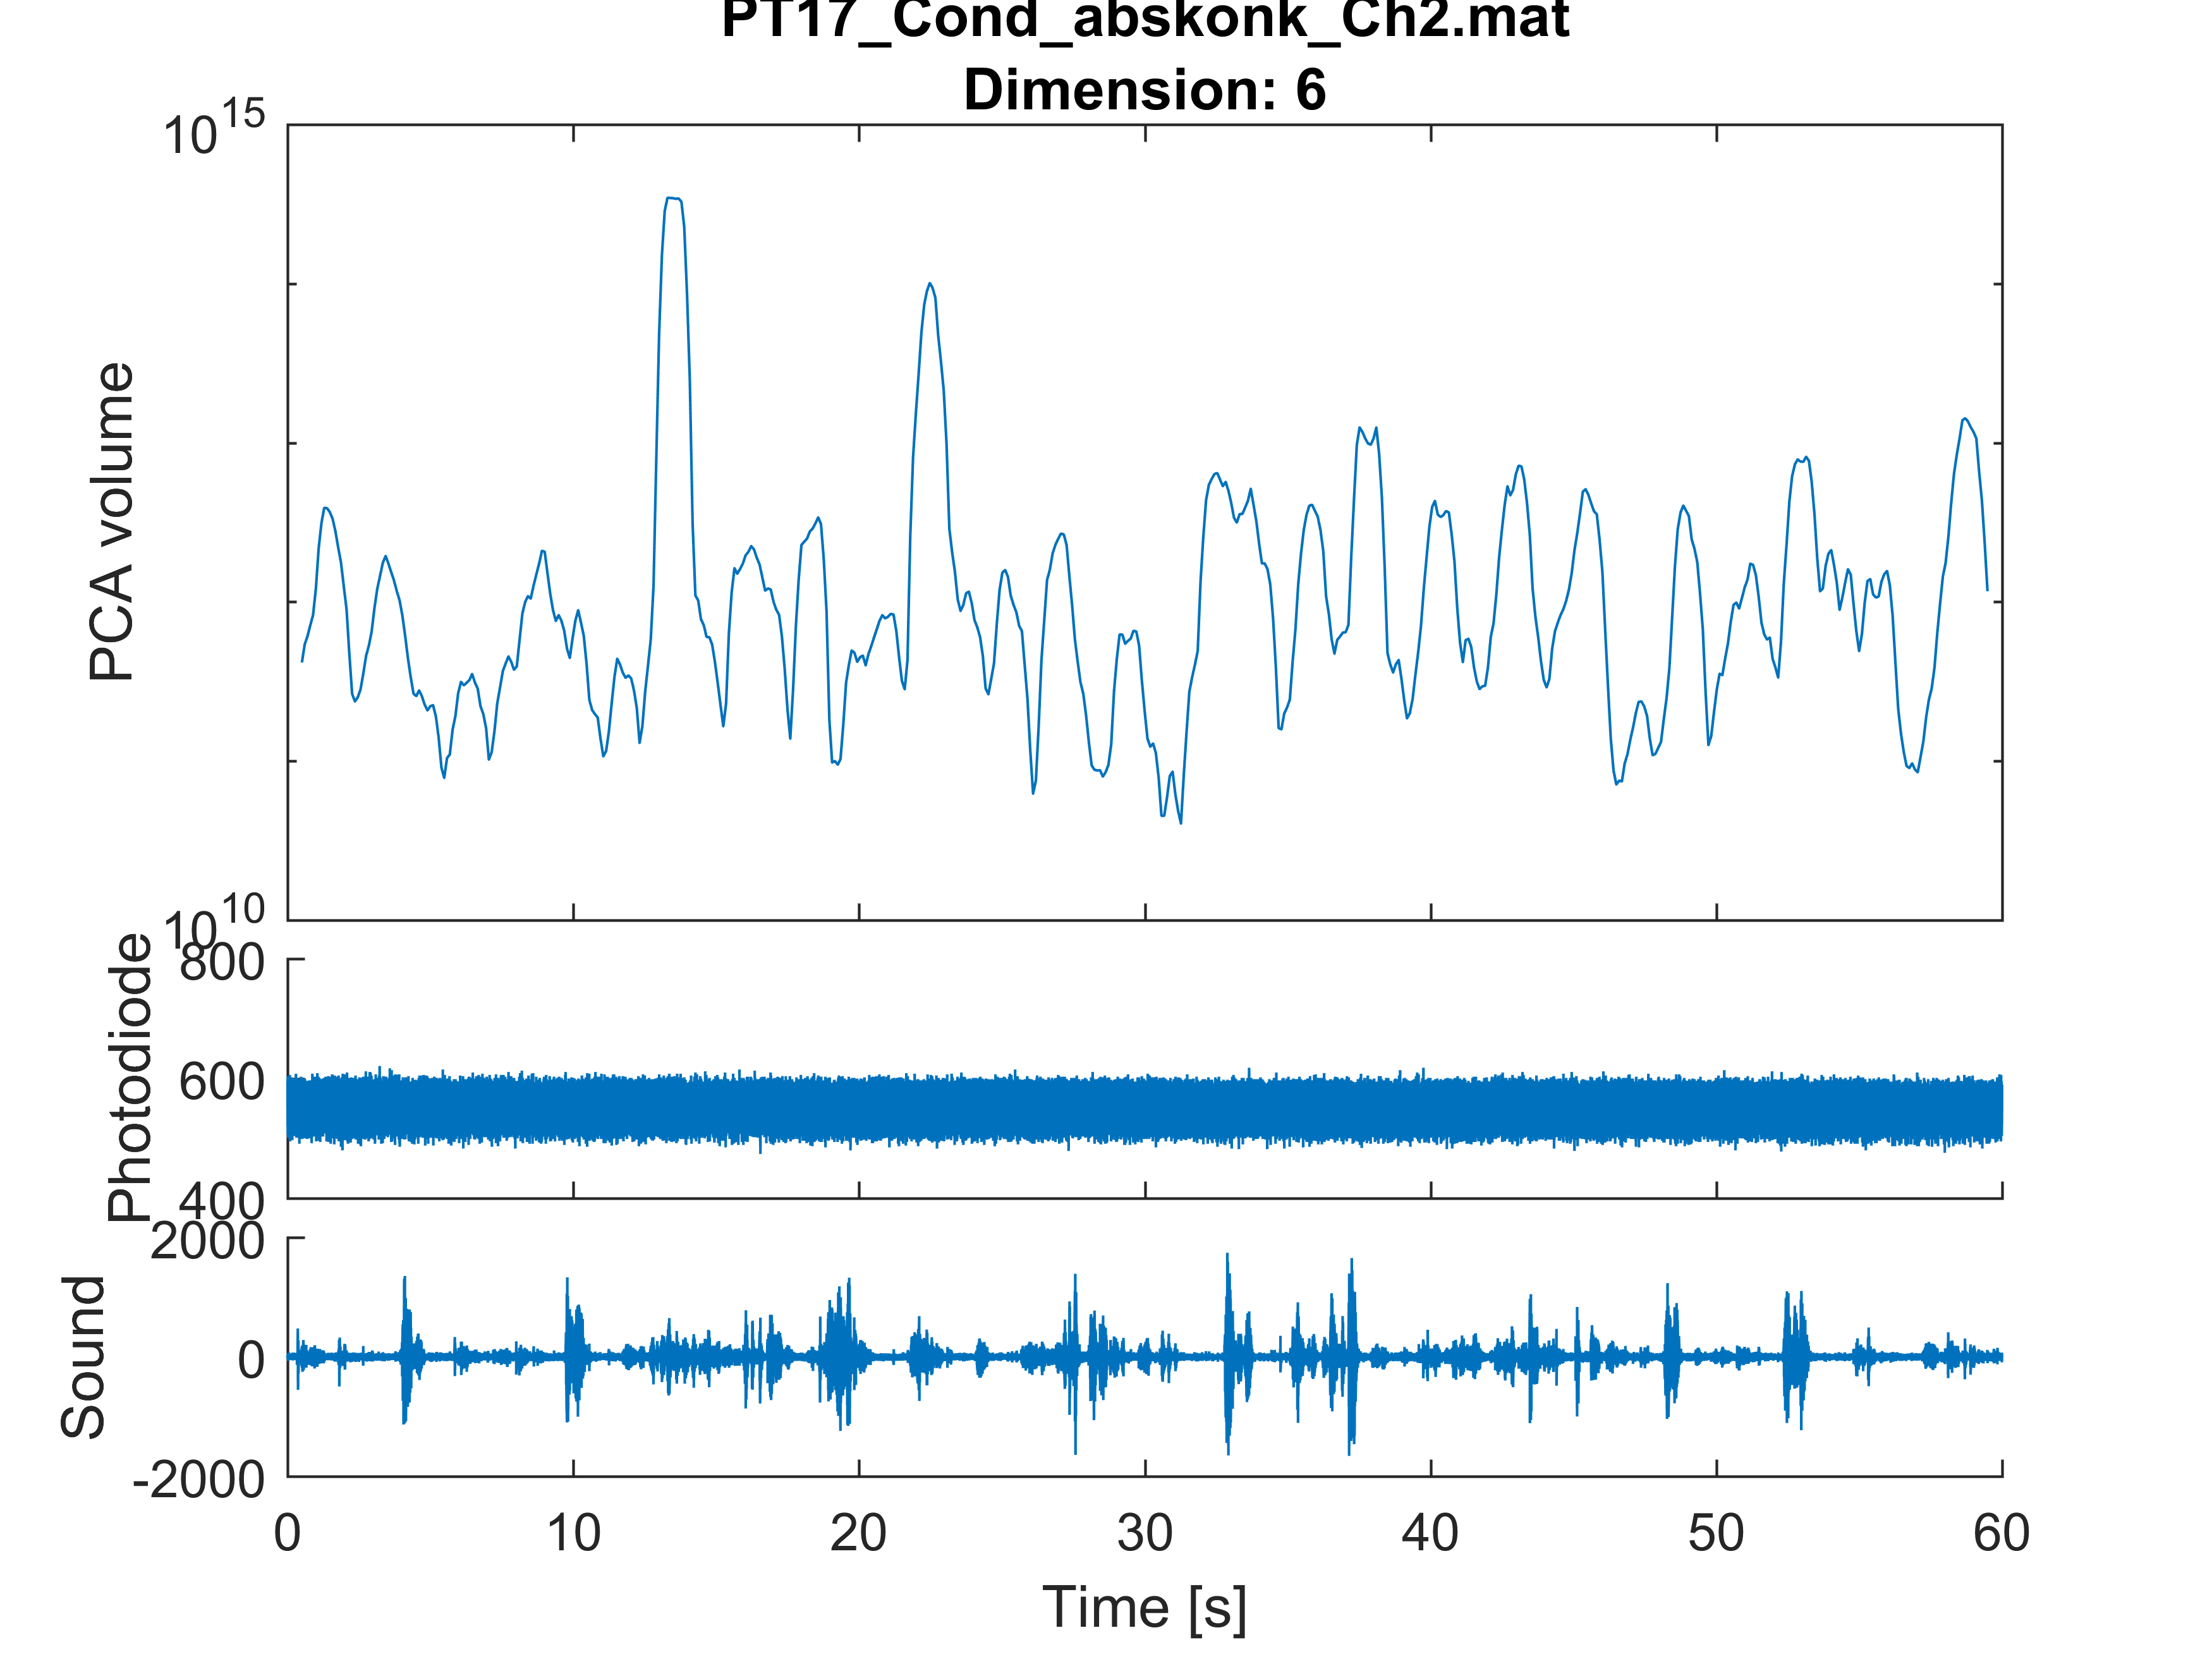 PT17_Cond_abskonk_Ch2.mat
Dimension: 6
10^15
PCA volume
10^10
800
Photodiode
600
400
2000
Sound
0
-2000
0 10 20 30 40 50 60
Time [s]